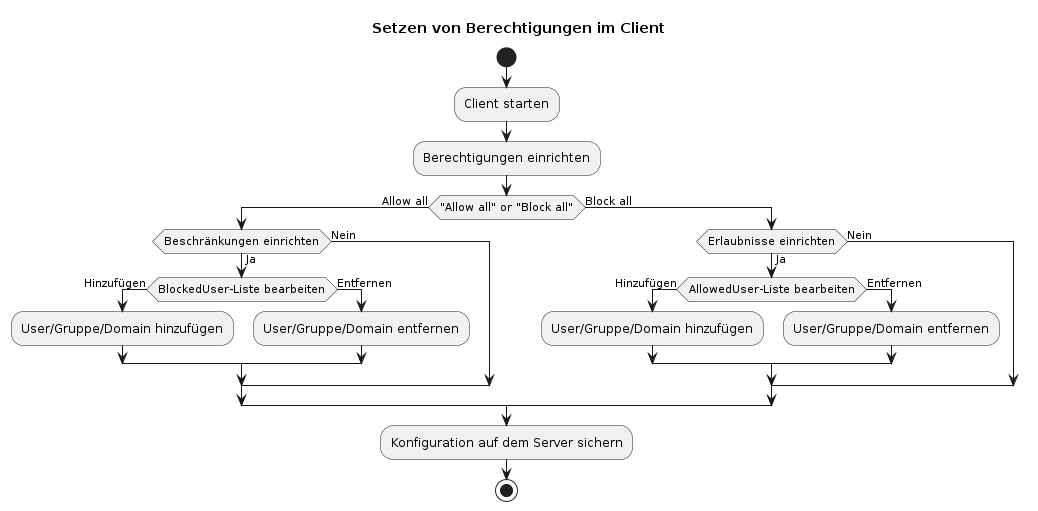 Setzen von Berechtigungen im Client
Client starten
Berechtigungen einrichten
Allow all
"Allow all" or "Block all"
Block all
Beschränkungen einrichten
Nein
Ja
Hinzufügen
BlockedUser-Liste bearbeiten
Entfernen
User/Gruppe/Domain hinzufügen
User/Gruppe/Domain entfernen
Erlaubnisse einrichten
Nein
Ja
Hinzufügen
AllowedUser-Liste bearbeiten
Entfernen
User/Gruppe/Domain hinzufügen
User/Gruppe/Domain entfernen
Konfiguration auf dem Server sichern